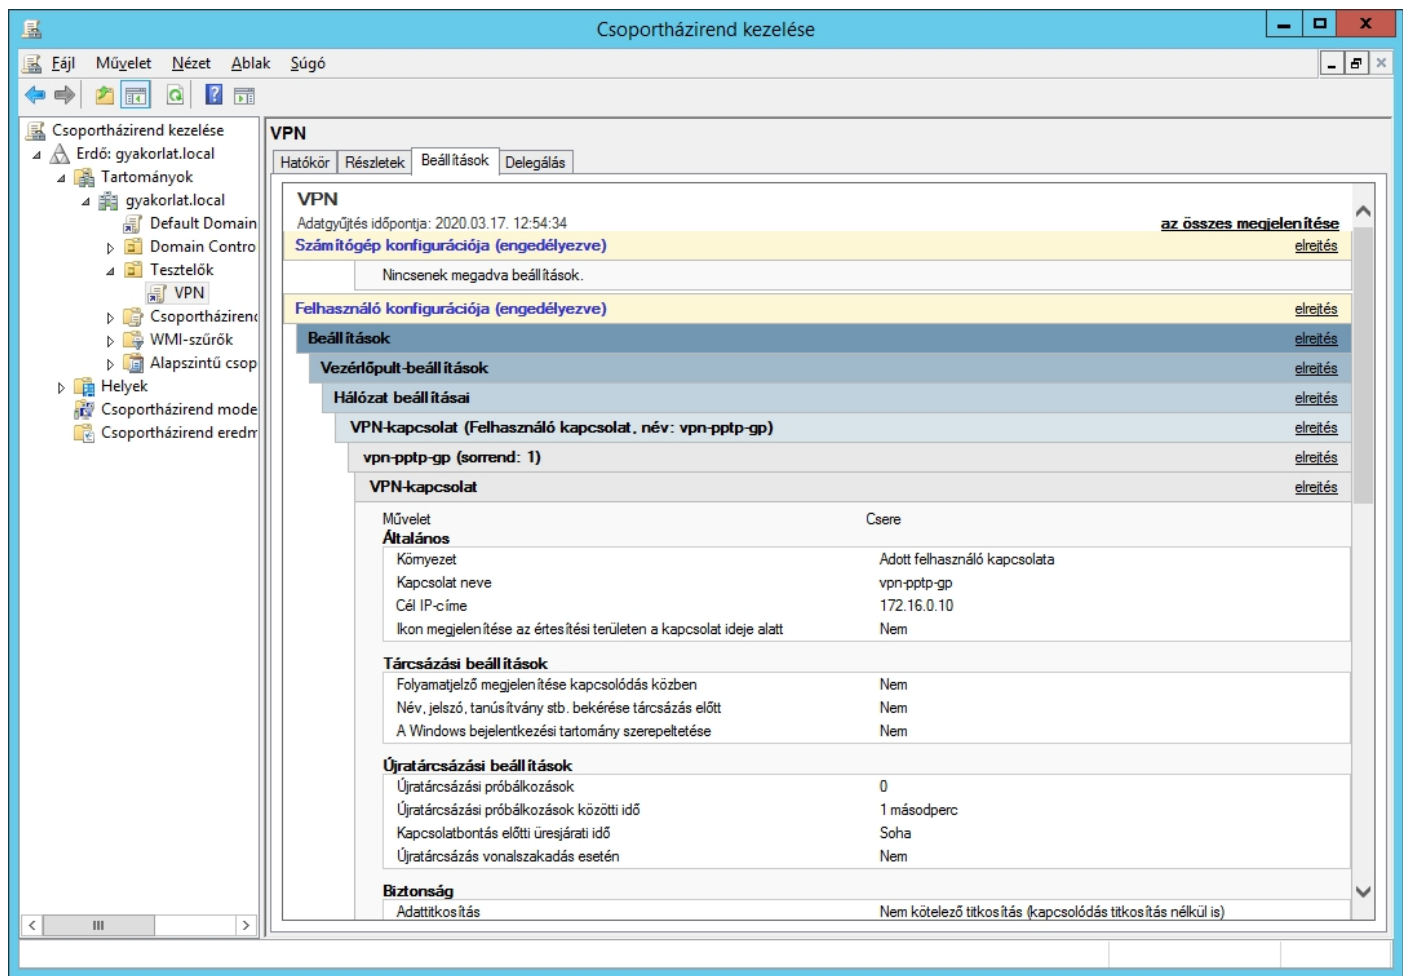 Csoportházirend kezelése
Fájl Művelet Nézet Ablak Súgó
Csoportházirend kezelése
Erdő: gyakorlat.local
Tartományok
gyakorlat.local
Default Domain
Domain Contro
Tesztelők
VPN
Csoportházirend
WMI-szűrők
Alapszintű csop
Helyek
Csoportházirend mode
Csoportházirend eredm
VPN
Hatókör Részletek Beállítások Delegálás
VPN
Adatgyűjtés időpontja: 2020.03.17. 12:54:34 az összes megjelenítése
Számítógép konfigurációja (engedélyezve) elrejtés
Nincsenek megadva beállítások.
Felhasználó konfigurációja (engedélyezve) elrejtés
Beállítások elrejtés
Vezérlőpult-beállítások elrejtés
Hálózat beállításai elrejtés
VPN-kapcsolat (Felhasználó kapcsolat, név: vpn-pptp-gp) elrejtés
vpn-pptp-gp (sorrend: 1) elrejtés
VPN-kapcsolat elrejtés
Művelet Csere
Általános
Környezet Adott felhasználó kapcsolata
Kapcsolat neve vpn-pptp-gp
Cél IP-címe 172.16.0.10
Ikon megjelenítése az értesítési területen a kapcsolat ideje alatt Nem
Tárcsázási beállítások
Folyamatjelző megjelenítése kapcsolódás közben Nem
Név, jelszó, tanúsítvány stb. bekérése tárcsázás előtt Nem
A Windows bejelentkezési tartomány szerepeltetése Nem
Újratárcsázási beállítások
Újratárcsázási próbálkozások 0
Újratárcsázási próbálkozások közötti idő 1 másodperc
Kapcsolatbontás előtti üresjárati idő Soha
Újratárcsázás vonalszakadás esetén Nem
Biztonság
Adattitkosítás Nem kötelező titkosítás (kapcsolódás titkosítás nélkül is)